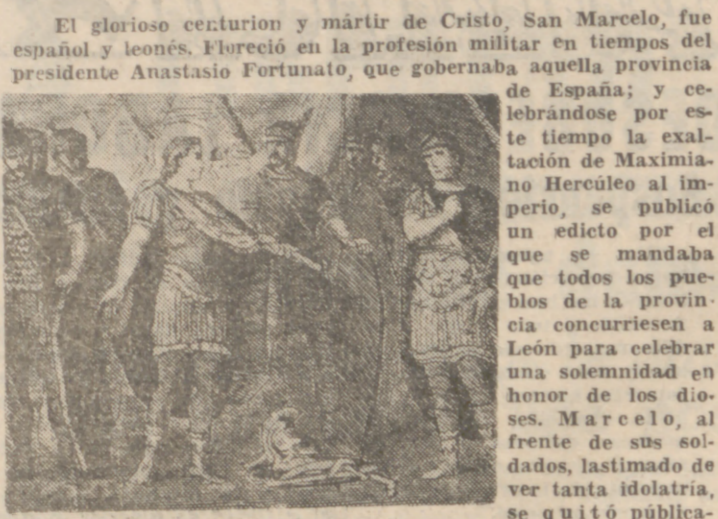 El glorioso centurion y mártir de Cristo, San Marcelo, fue
español y leonés. Floreció en la profesión militar en tiempos del
presidente Anastasio Fortunato, que gobernaba aquella provincia
de España; y ce-
lebrándose por es-
te tiempo la exal-
tación de Maximia-
no Hercúleo al im-
perio, se publicó
un edicto por el
que se mandaba
que todos los pue-
blos de la provin-
cia concurriesen a
León para celebrar
una solemnidad en
honor de los dio-
ses. Marcelo, al
frente de sus sol-
dados, lastimado de
ver tanta idolatría,
se quitó pública-